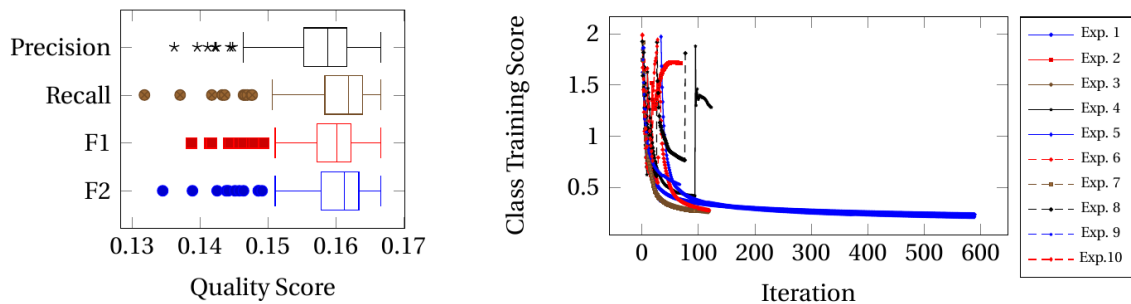 Precision
Recall
F1
F2
0.13 0.14 0.15 0.16 0.17
Quality Score
Class Training Score
2
1.5
1
0.5
0 100 200 300 400 500 600
Iteration
Exp. 1
Exp. 2
Exp. 3
Exp. 4
Exp. 5
Exp. 6
Exp. 7
Exp. 8
Exp. 9
Exp.10